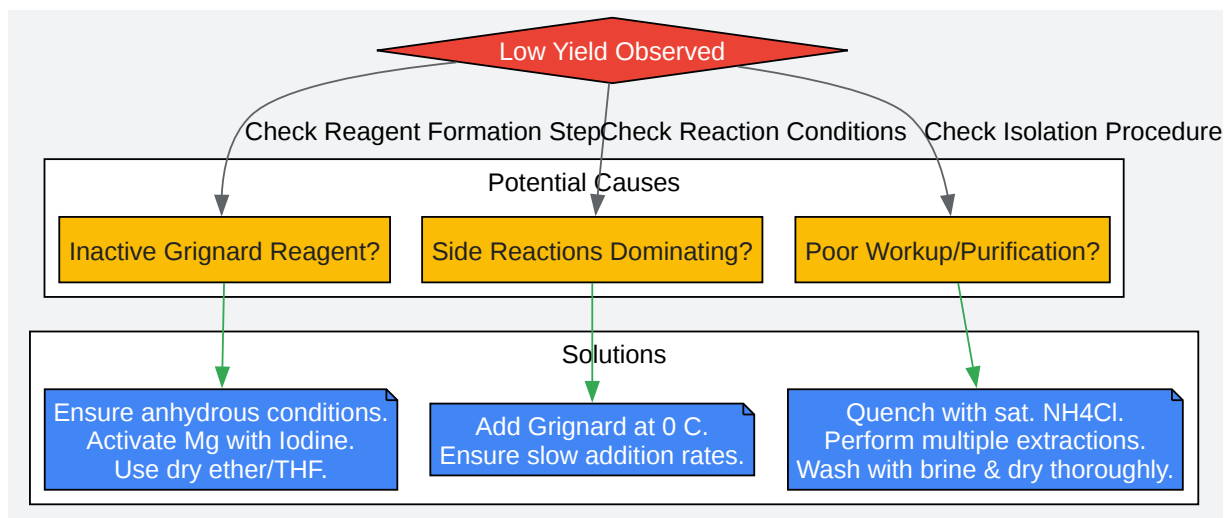 Low Yield Observed
Check Reagent Formation Step
Check Reaction Conditions
Check Isolation Procedure
Potential Causes
Inactive Grignard Reagent?
Side Reactions Dominating?
Poor Workup/Purification?
Solutions
Ensure anhydrous conditions.
Activate Mg with Iodine.
Use dry ether/THF.
Add Grignard at 0 C.
Ensure slow addition rates.
Quench with sat. NH4Cl.
Perform multiple extractions.
Wash with brine & dry thoroughly.